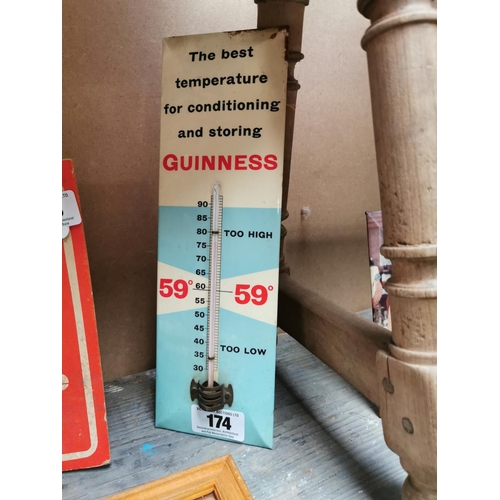 The best
temperature
for conditioning
and storing
GUINNESS
90
85
80 TOO HIGH
75
70
65
59° 60 59°
55
50
45
40
35 TOO LOW
30
174